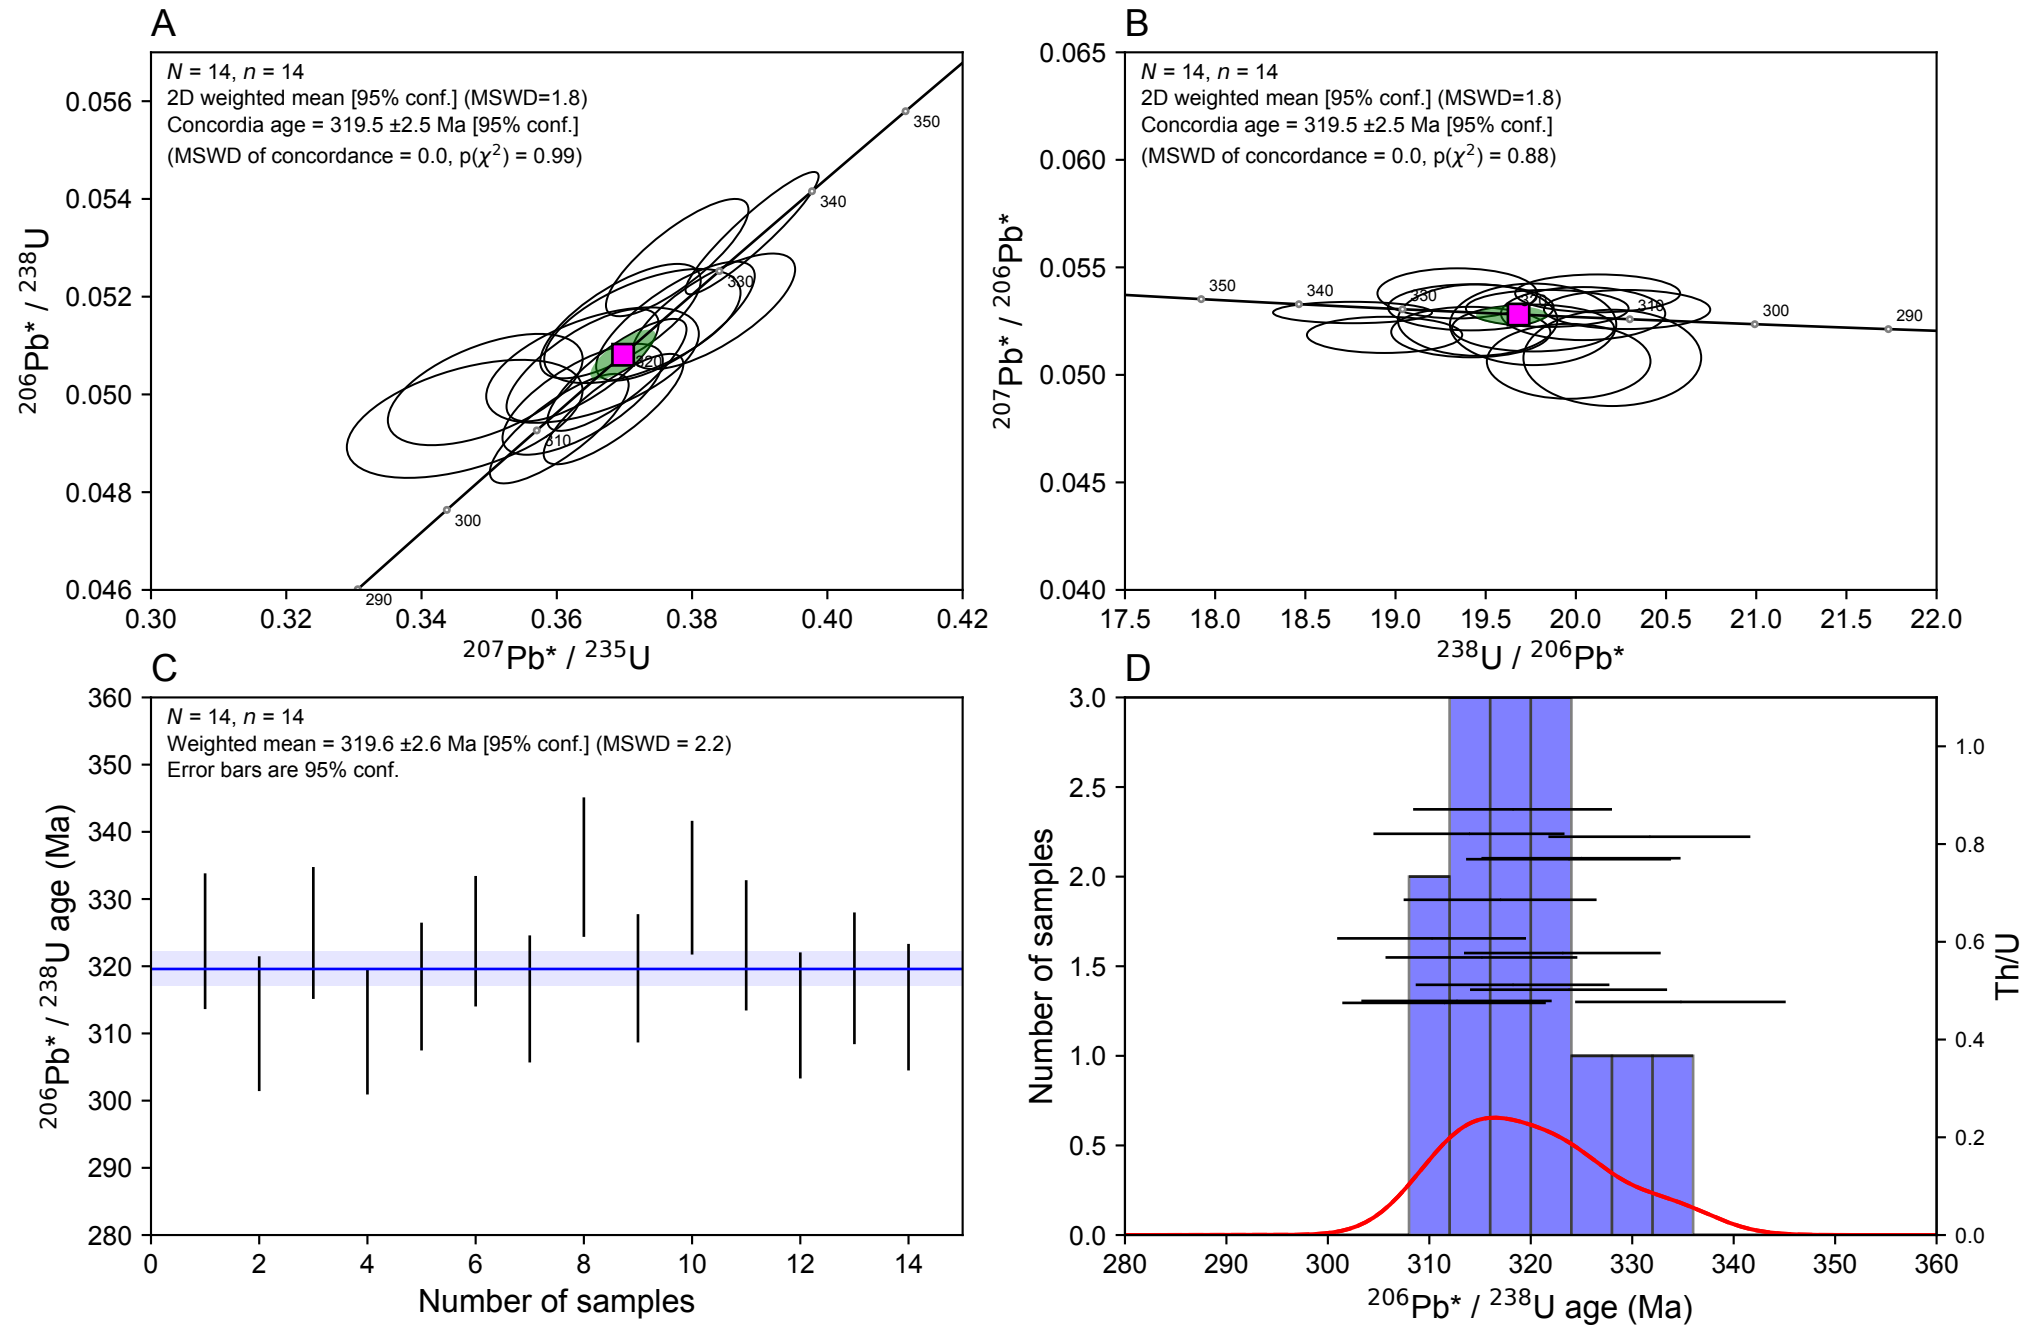 A
N = 14, n = 14
2D weighted mean [95% conf.] (MSWD=1.8)
Concordia age = 319.5 ±2.5 Ma [95% conf.]
(MSWD of concordance = 0.0, p(χ²) = 0.99)
0.056
0.054
0.052
0.050
0.048
0.046
²⁰⁶Pb* / ²³⁸U
350
340
330
320
310
300
290
0.30 0.32 0.34 0.36 0.38 0.40 0.42
²⁰⁷Pb* / ²³⁵U
B
N = 14, n = 14
2D weighted mean [95% conf.] (MSWD=1.8)
Concordia age = 319.5 ±2.5 Ma [95% conf.]
(MSWD of concordance = 0.0, p(χ²) = 0.88)
0.065
0.060
0.055
0.050
0.045
0.040
²⁰⁷Pb* / ²⁰⁶Pb*
350 340 330 320 310 300 290
17.5 18.0 18.5 19.0 19.5 20.0 20.5 21.0 21.5 22.0
²³⁸U / ²⁰⁶Pb*
C
N = 14, n = 14
Weighted mean = 319.6 ±2.6 Ma [95% conf.] (MSWD = 2.2)
Error bars are 95% conf.
360
350
340
330
320
310
300
290
280
²⁰⁶Pb* / ²³⁸U age (Ma)
0 2 4 6 8 10 12 14
Number of samples
D
3.0
2.5
2.0
1.5
1.0
0.5
0.0
Number of samples
1.0
0.8
0.6
0.4
0.2
0.0
Th/U
280 290 300 310 320 330 340 350 360
²⁰⁶Pb* / ²³⁸U age (Ma)